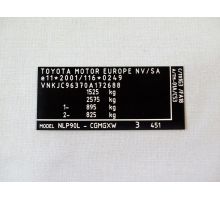 TOYOTA MOTOR EUROPE NV/SA
e11*2001/116*0249
VNKJC96370A172688
1525 kg
2575 kg
1- 895 kg
2- 825 kg
MODEL NLP90L - CGMGXW 3 451